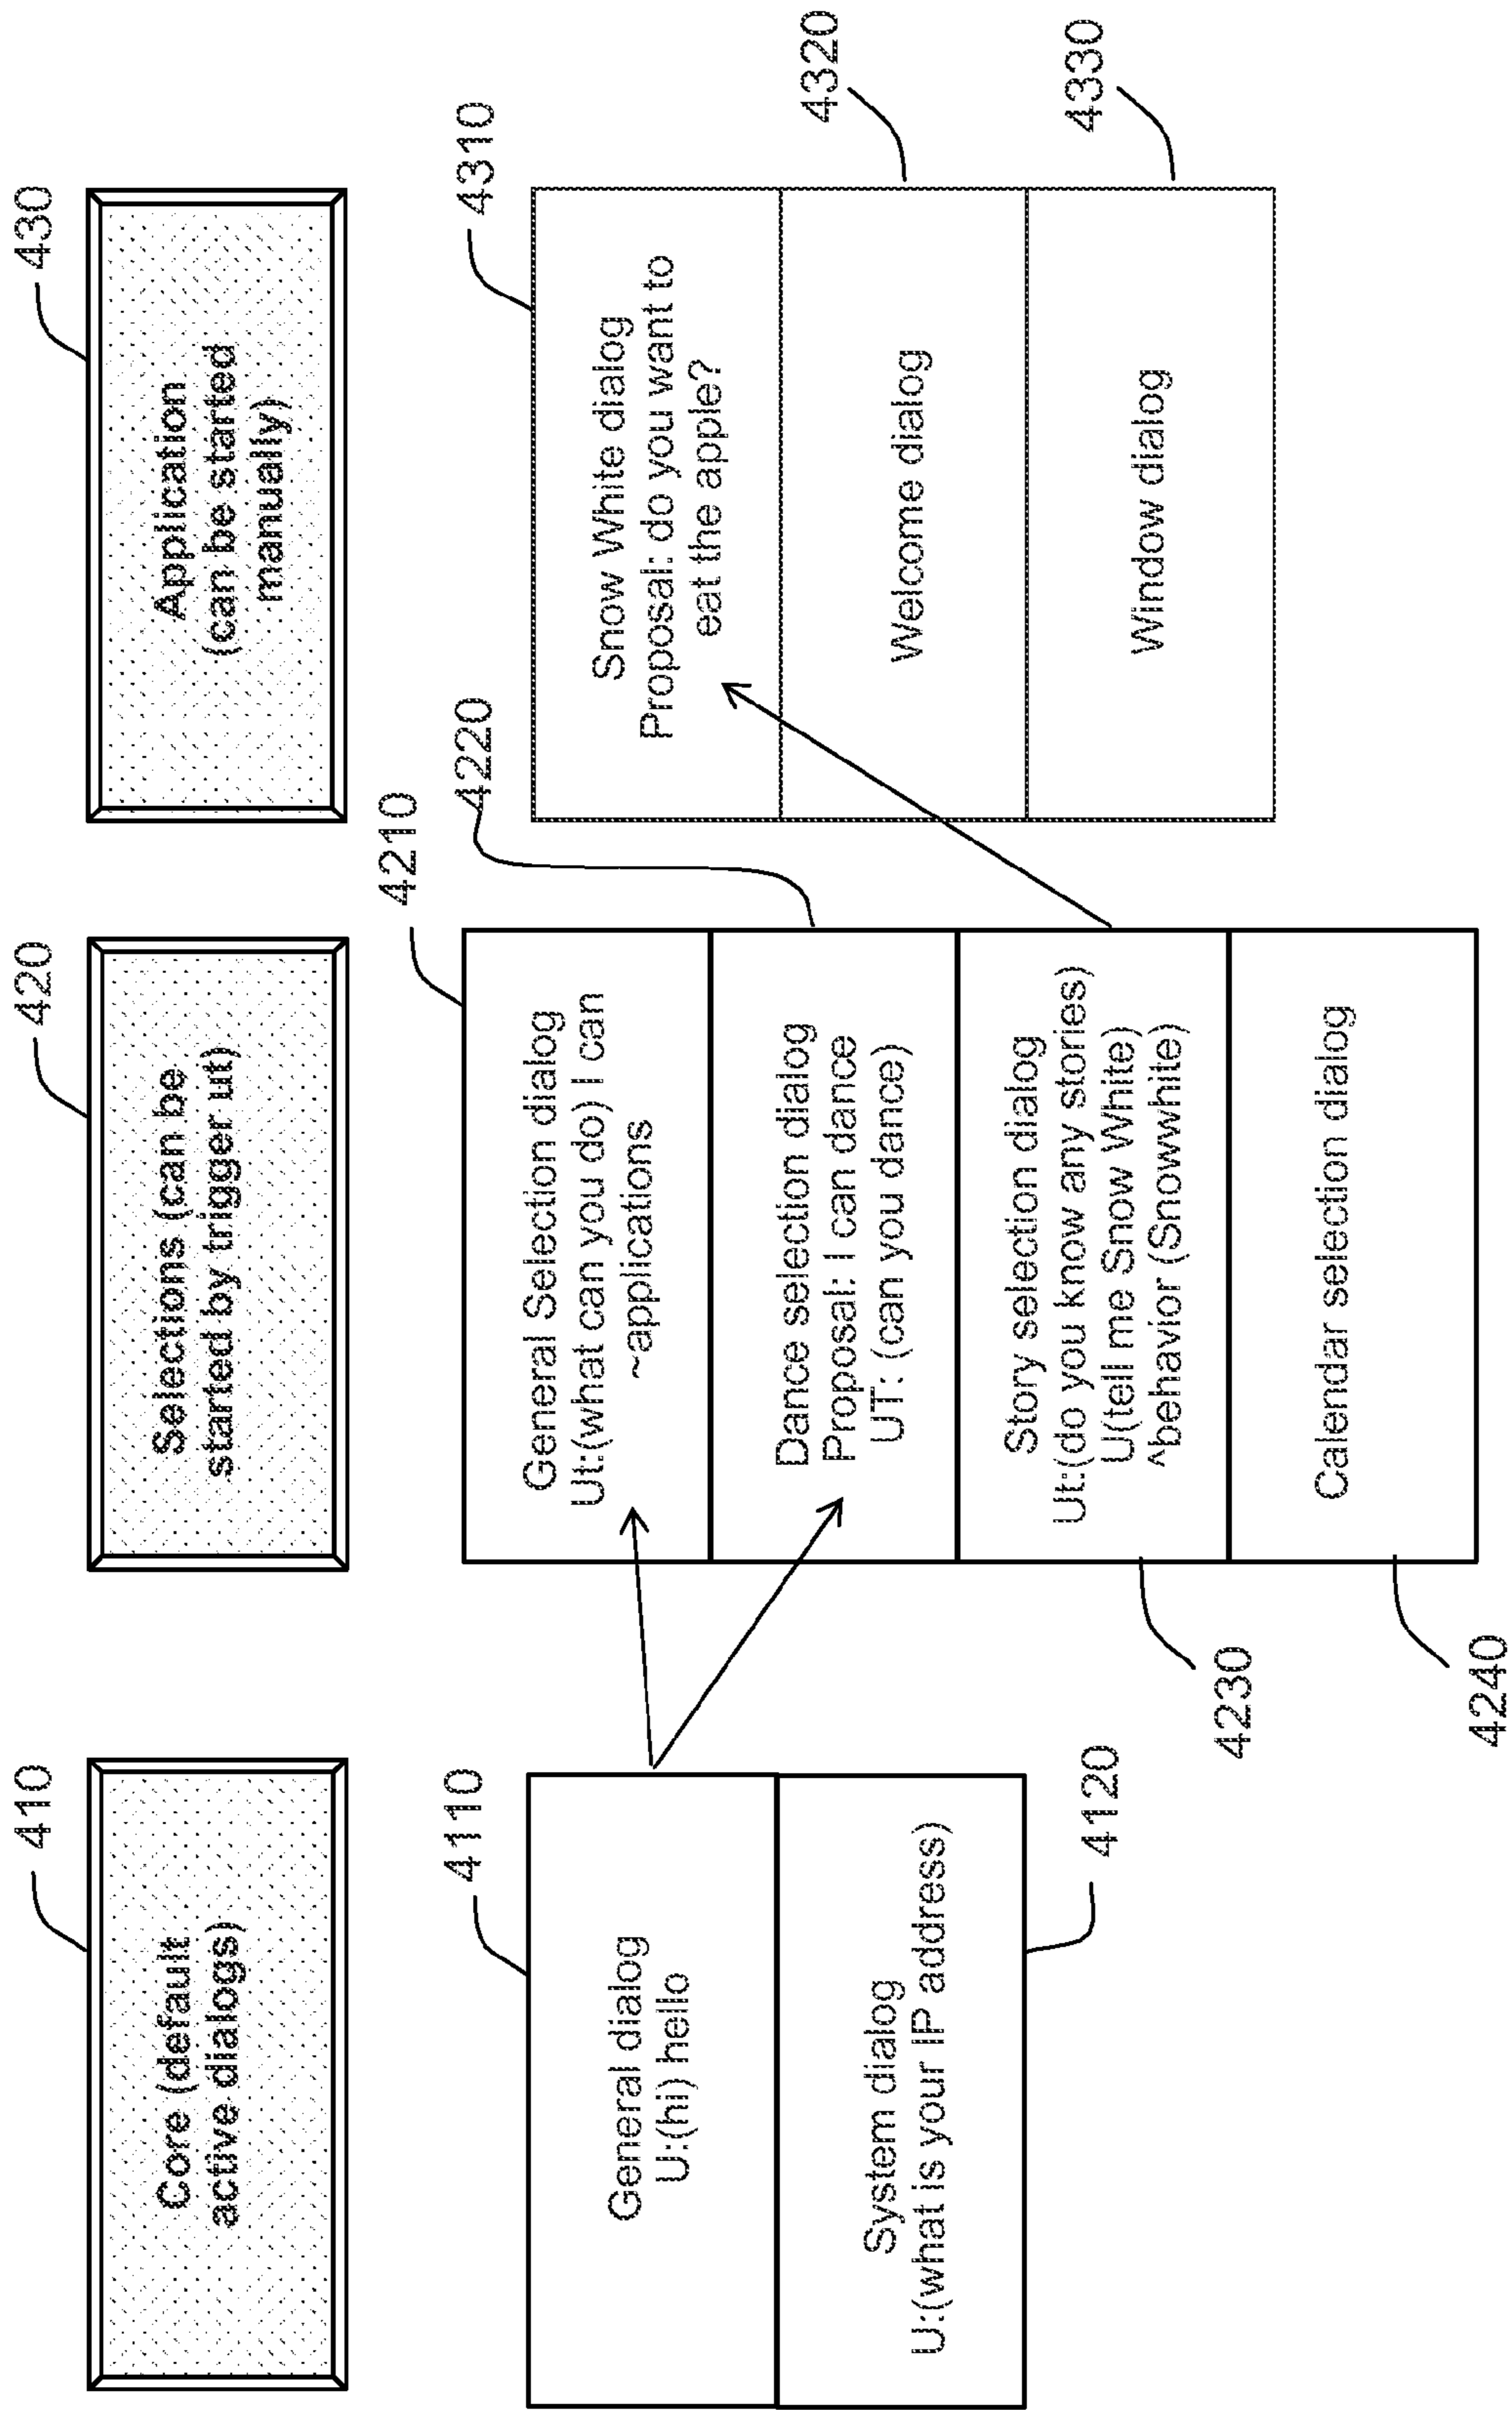 410
Core (default
active dialogs)
420
Selections (can be
started by trigger ut)
430
Application
(can be started
manually)
4110
General dialog
U:(hi) hello
System dialog
U:(what is your IP address)
4120
4210
General Selection dialog
Ut:(what can you do) I can
~applications
4220
Dance selection dialog
Proposal: I can dance
UT: (can you dance)
Story selection dialog
Ut:(do you know any stories)
U(tell me Snow White)
^behavior (Snowwhite)
4230
Calendar selection dialog
4240
4310
Snow White dialog
Proposal: do you want to
eat the apple?
4320
Welcome dialog
4330
Window dialog